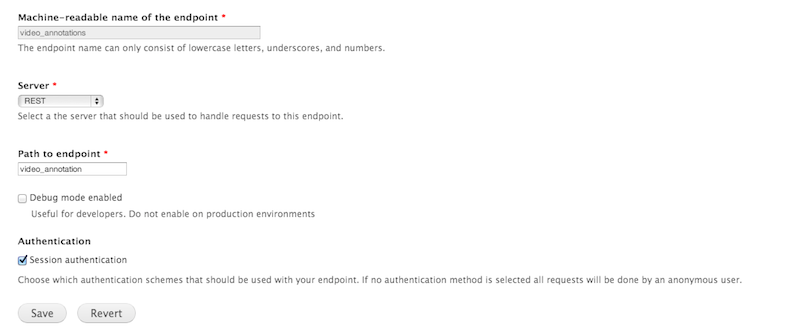 Machine-readable name of the endpoint *
video_annotations
The endpoint name can only consist of lowercase letters, underscores, and numbers.
Server *
REST
Select a the server that should be used to handle requests to this endpoint.
Path to endpoint *
video_annotation
Debug mode enabled
Useful for developers. Do not enable on production environments
Authentication
Session authentication
Choose which authentication schemes that should be used with your endpoint. If no authentication method is selected all requests will be done by an anonymous user.
Save Revert